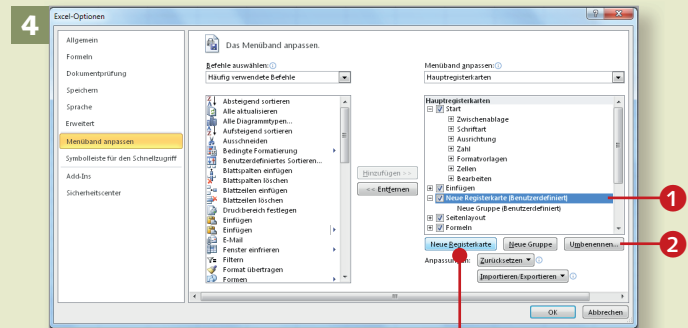 4
Excel-Optionen
Allgemein
Formeln
Dokumentprüfung
Speichern
Sprache
Erweitert
Menüband anpassen
Symbolleiste für den Schnellzugriff
Add-Ins
Sicherheitscenter
Das Menüband anpassen.
Befehle auswählen:
Häufig verwendete Befehle
Absteigend sortieren
Alle aktualisieren
Alle Diagrammtypen...
Aufsteigend sortieren
Ausschneiden
Bedingte Formatierung
Benutzerdefiniertes Sortieren...
Blattspalten einfügen
Blattspalten löschen
Blattzeilen einfügen
Blattzeilen löschen
Druckbereich festlegen
Einfügen
Einfügen
E-Mail
Fenster einfrieren
Filtern
Format übertragen
Formen
Hinzufügen >>
<< Entfernen
Menüband anpassen:
Hauptregisterkarten
Hauptregisterkarten
Start
Zwischenablage
Schriftart
Ausrichtung
Zahl
Formatvorlagen
Zellen
Bearbeiten
Einfügen
Neue Registerkarte (Benutzerdefiniert)
Neue Gruppe (Benutzerdefiniert)
Seitenlayout
Formeln
Neue Registerkarte Neue Gruppe Umbenennen...
Anpassungen: Zurücksetzen
Importieren/Exportieren
OK Abbrechen
1
2